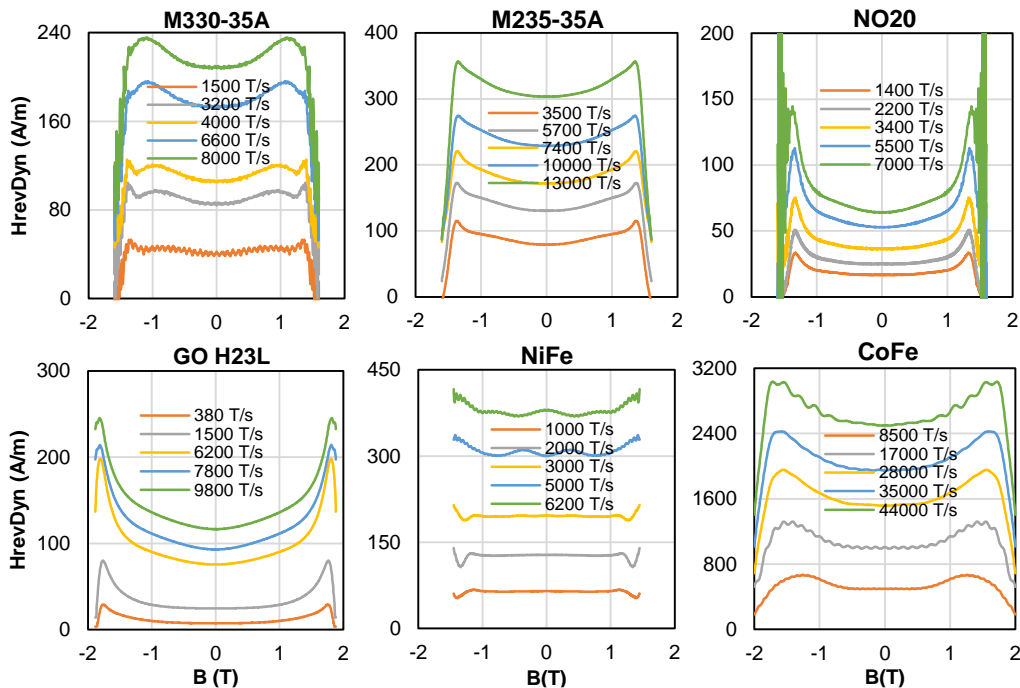 M330-35A
M235-35A
NO20
HrevDyn (A/m)
240
160
80
0
-2
-1
0
1
2
1500 T/s
3200 T/s
4000 T/s
6600 T/s
8000 T/s
400
300
200
100
0
-2
-1
0
1
2
3500 T/s
5700 T/s
7400 T/s
10000 T/s
13000 T/s
200
150
100
50
0
-2
-1
0
1
2
1400 T/s
2200 T/s
3400 T/s
5500 T/s
7000 T/s
GO H23L
NiFe
CoFe
HrevDyn (A/m)
300
200
100
0
-2
-1
0
1
2
B (T)
380 T/s
1500 T/s
6200 T/s
7800 T/s
9800 T/s
450
300
150
0
-2
-1
0
1
2
B(T)
1000 T/s
2000 T/s
3000 T/s
5000 T/s
6200 T/s
3200
2400
1600
800
0
-2
-1
0
1
2
B(T)
8500 T/s
17000 T/s
28000 T/s
35000 T/s
44000 T/s